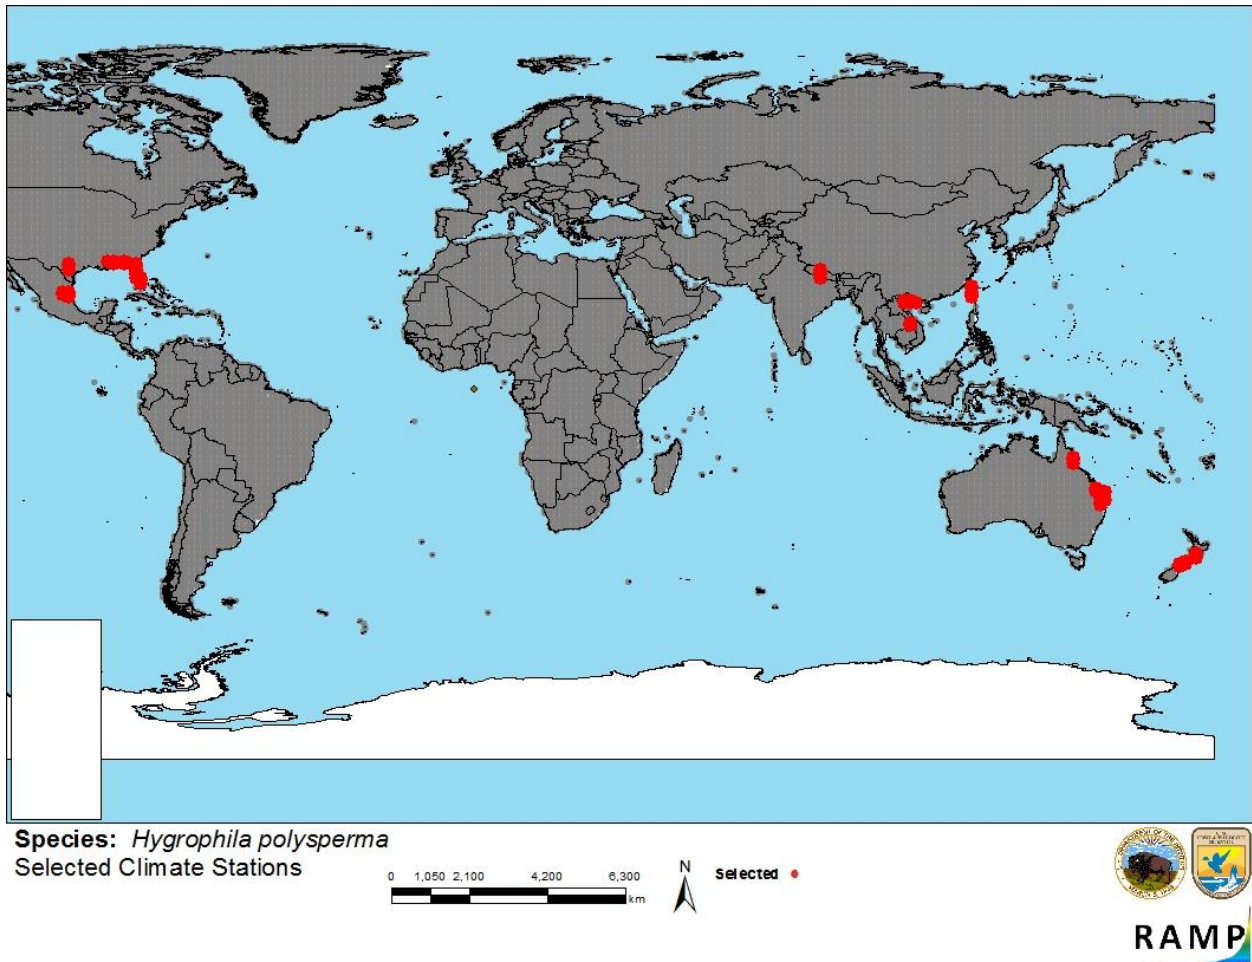 Species: Hygrophila polysperma
Selected Climate Stations
0 1,050 2,100 4,200 6,300
km
N
Selected
RAMP